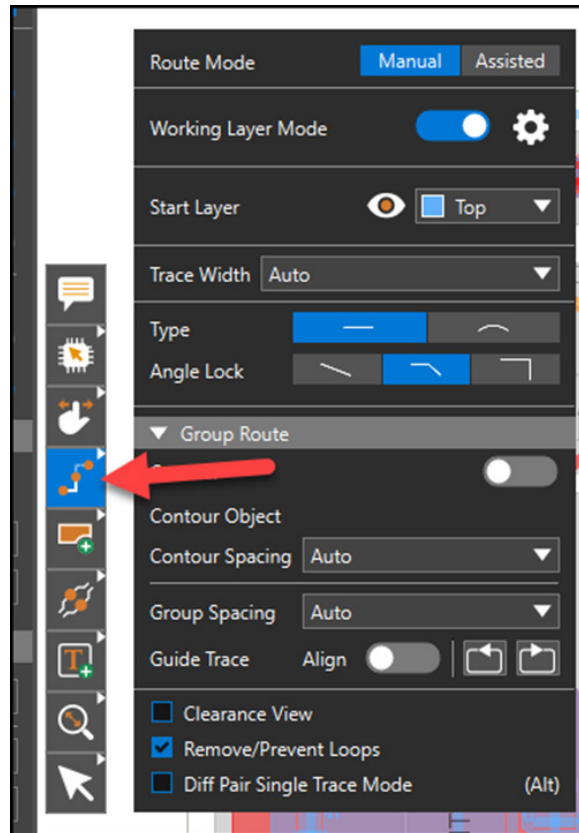 Route Mode Manual Assisted
Working Layer Mode
Start Layer Top
Trace Width Auto
Type
Angle Lock
Group Route
Contour Object
Contour Spacing Auto
Group Spacing Auto
Guide Trace Align
Clearance View
Remove/Prevent Loops
Diff Pair Single Trace Mode (Alt)
T